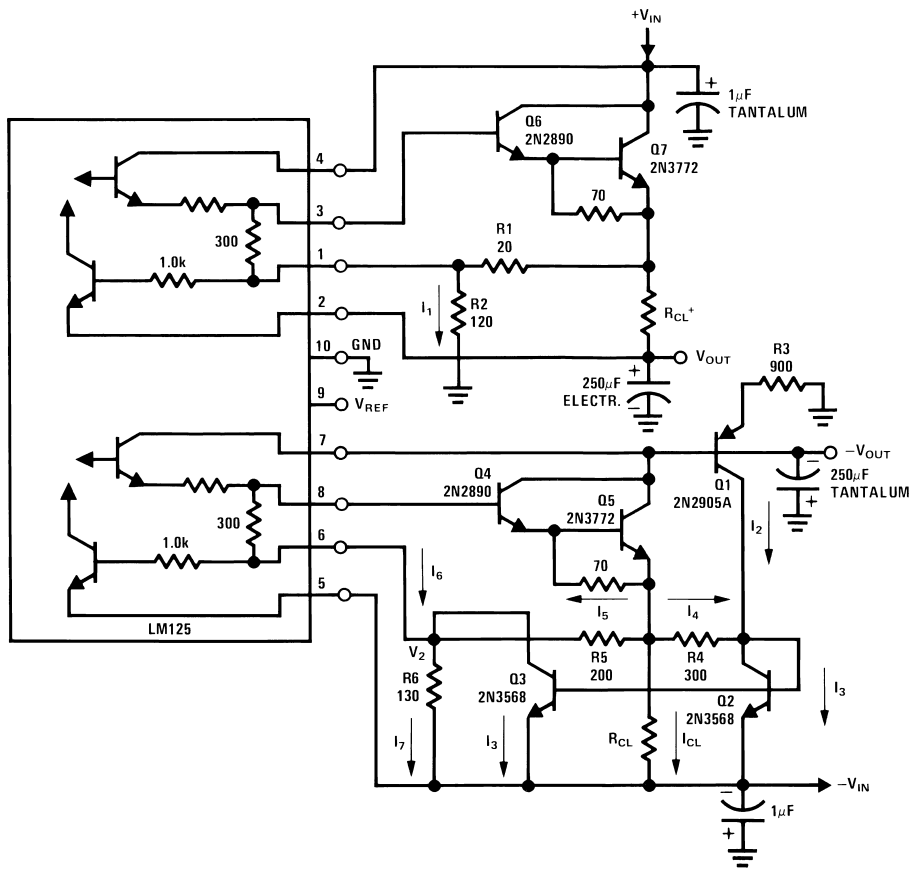 +VIN
1µF
TANTALUM
Q6
2N2890
Q7
2N3772
70
4
3
300
R1
20
1.0k
1
2
I1
R2
120
RCL+
10 GND
VOUT
9 VREF
250µF
ELECTR.
R3
900
7
-VOUT
Q4
2N2890
Q1
2N2905A
250µF
TANTALUM
8
Q5
2N3772
300
I2
1.0k
6
I6
70
5
I5
I4
LM125
V2
R5
200
R4
300
R6
130
Q3
2N3568
Q2
2N3568
I3
I7
I3
RCL
ICL
-VIN
1µF